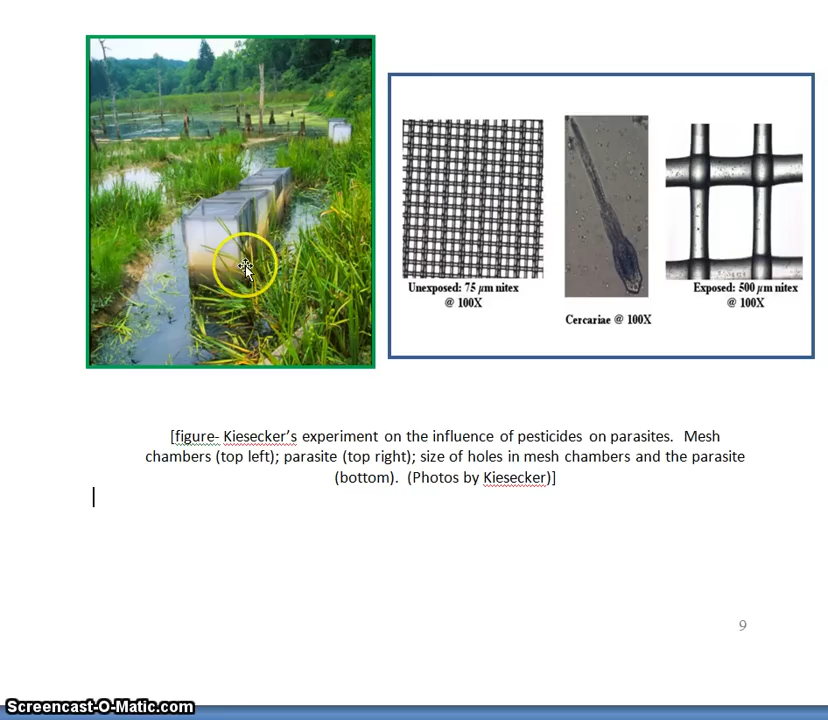 Unexposed: 75 µm nitex
@ 100X
Cercariae @ 100X
Exposed: 500 µm nitex
@ 100X
[figure- Kiesecker's experiment on the influence of pesticides on parasites.  Mesh
chambers (top left); parasite (top right); size of holes in mesh chambers and the parasite
(bottom).  (Photos by Kiesecker)]
9
Screencast-O-Matic.com